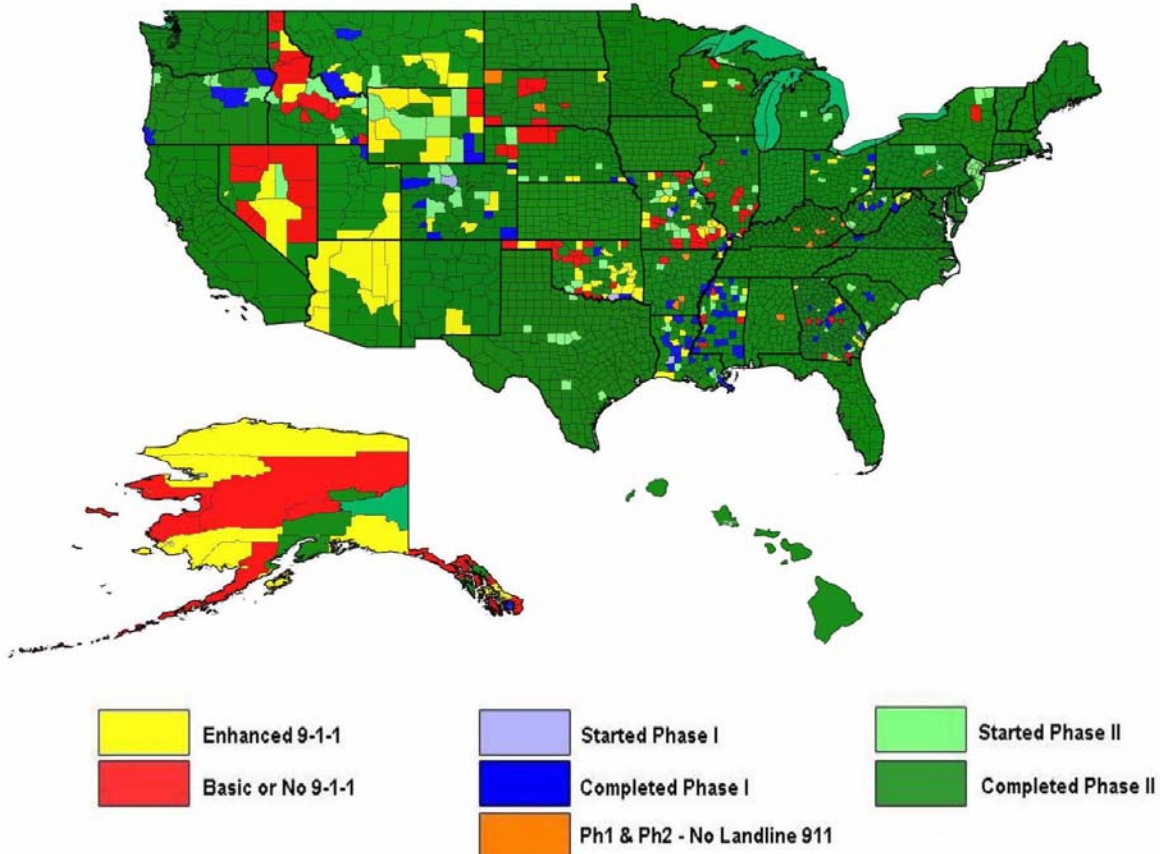 Enhanced 9-1-1
Basic or No 9-1-1
Started Phase I
Completed Phase I
Ph1 & Ph2 - No Landline 911
Started Phase II
Completed Phase II